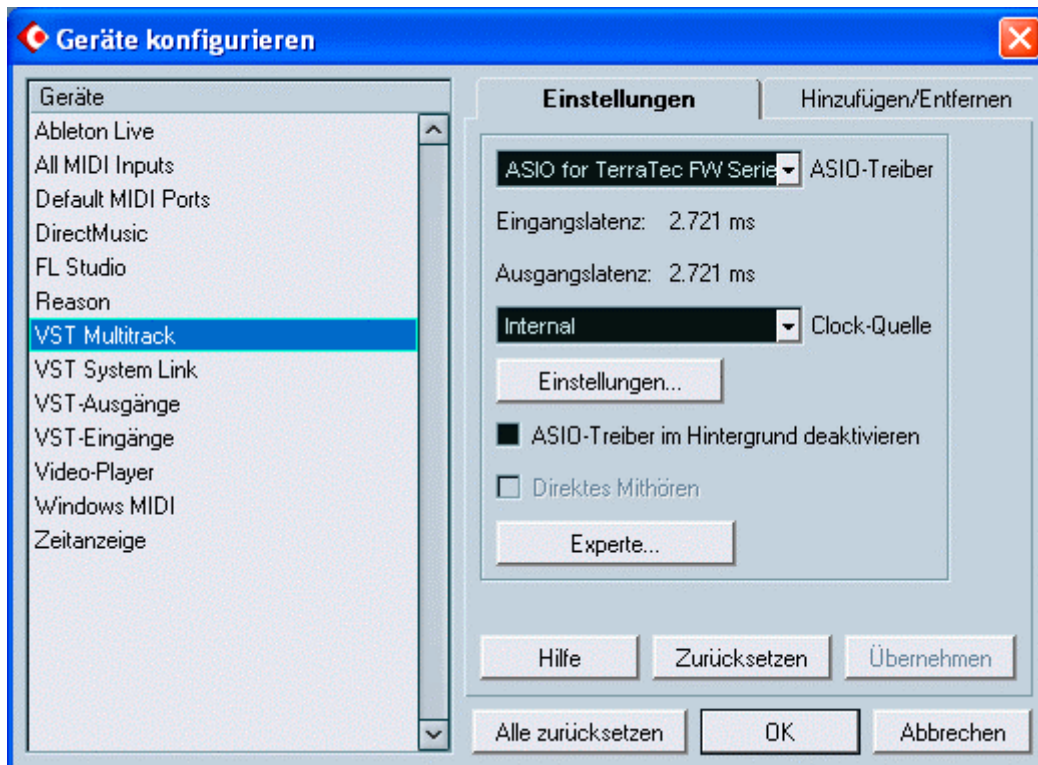 Geräte konfigurieren
Geräte
Ableton Live
All MIDI Inputs
Default MIDI Ports
DirectMusic
FL Studio
Reason
VST Multitrack
VST System Link
VST-Ausgänge
VST-Eingänge
Video-Player
Windows MIDI
Zeitanzeige
Einstellungen
Hinzufügen/Entfernen
ASIO for TerraTec FW Serie ASIO-Treiber
Eingangslatenz: 2.721 ms
Ausgangslatenz: 2.721 ms
Internal Clock-Quelle
Einstellungen...
ASIO-Treiber im Hintergrund deaktivieren
Direktes Mithören
Experte...
Hilfe Zurücksetzen Übernehmen
Alle zurücksetzen OK Abbrechen